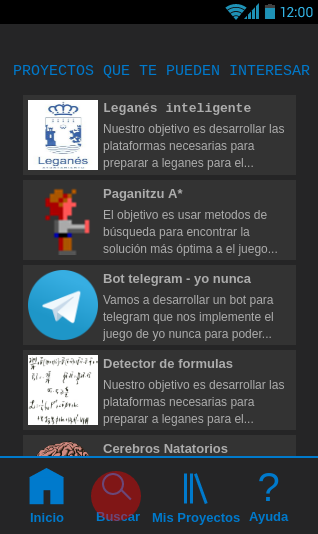 12:00
PROYECTOS QUE TE PUEDEN INTERESAR
Leganés
Leganés inteligente
Nuestro objetivo es desarrollar las
plataformas necesarias para
preparar a leganes para el...
Paganitzu A*
El objetivo es usar metodos de
búsqueda para encontrar la
solución más óptima a el juego...
Bot telegram - yo nunca
Vamos a desarrollar un bot para
telegram que nos implemente el
juego de yo nunca para poder...
Detector de formulas
Nuestro objetivo es desarrollar las
plataformas necesarias para
preparar a leganes para el...
Cerebros Natatorios
Inicio
Buscar
Mis Proyectos
Ayuda